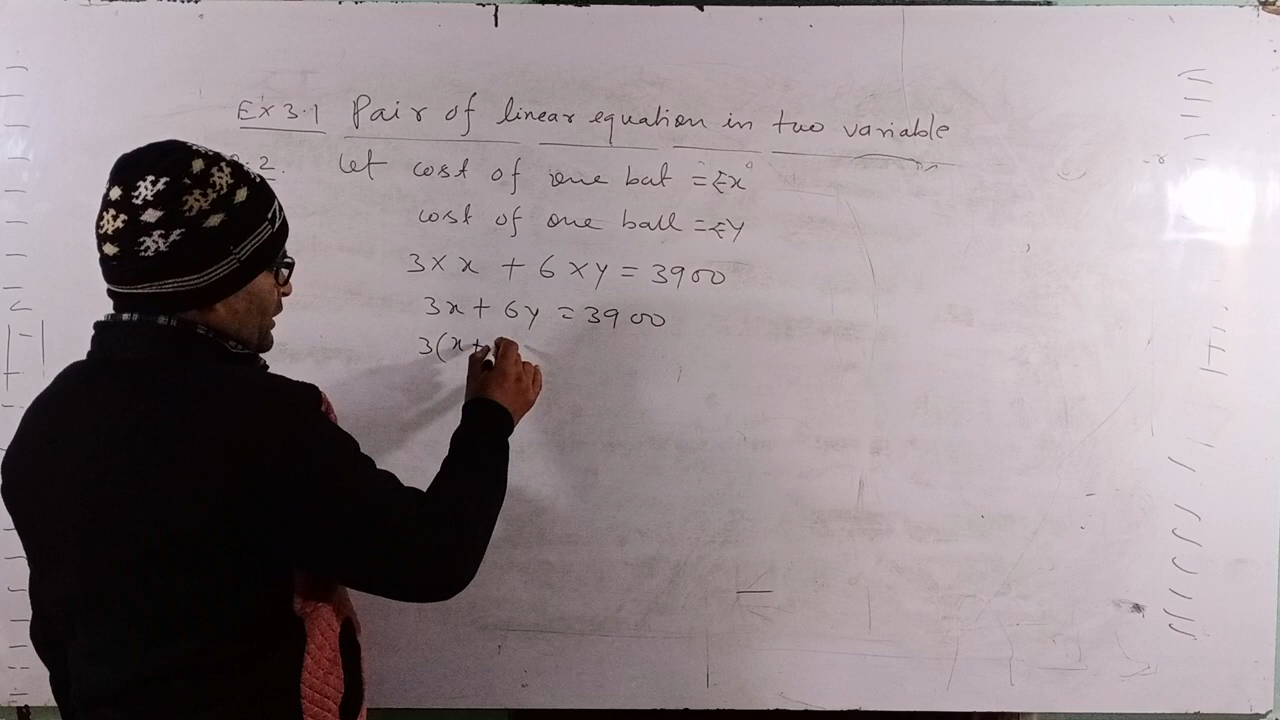 Ex 3.1 Pair of linear equation in two variable
2. Let cost of one bat = ₹x
cost of one ball = ₹y
3 × x + 6 × y = 3900
3x + 6y = 3900
3(x +